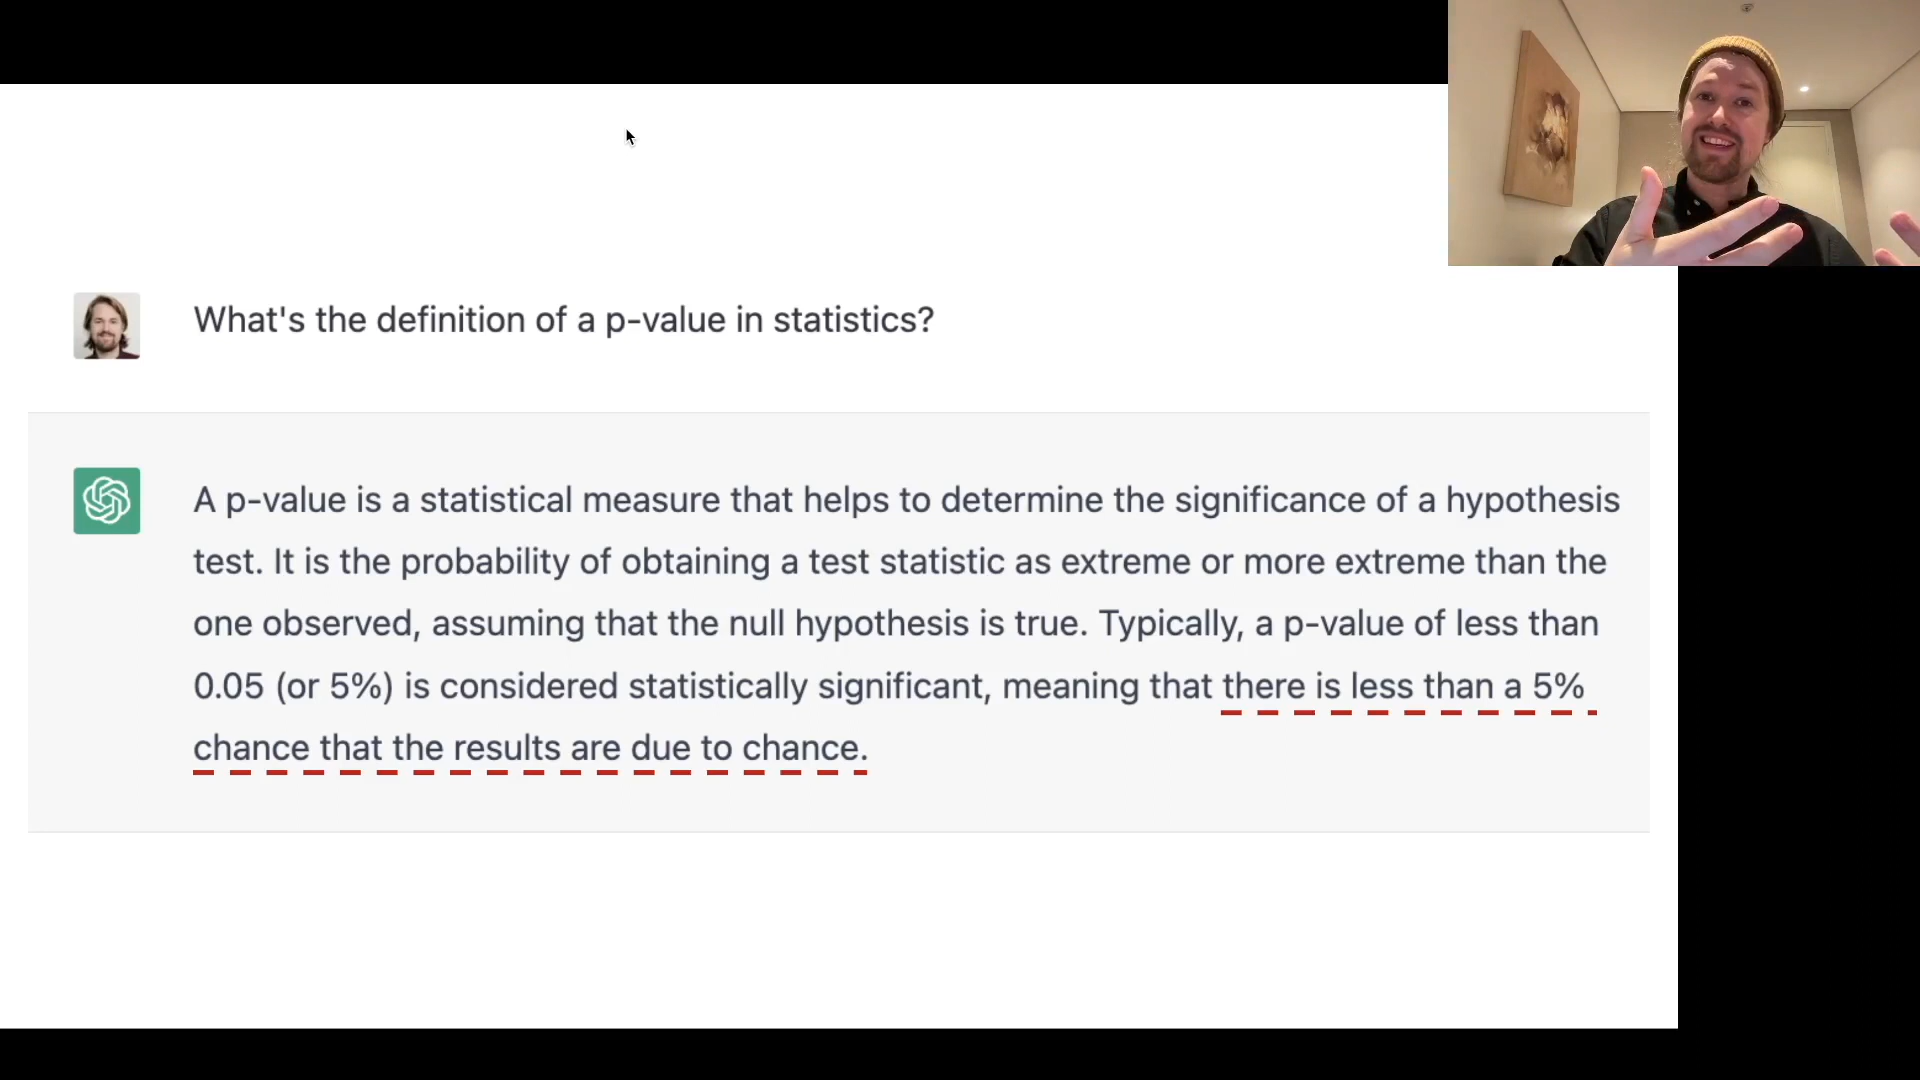 What's the definition of a p-value in statistics?
A p-value is a statistical measure that helps to determine the significance of a hypothesis
test. It is the probability of obtaining a test statistic as extreme or more extreme than the
one observed, assuming that the null hypothesis is true. Typically, a p-value of less than
0.05 (or 5%) is considered statistically significant, meaning that there is less than a 5%
chance that the results are due to chance.